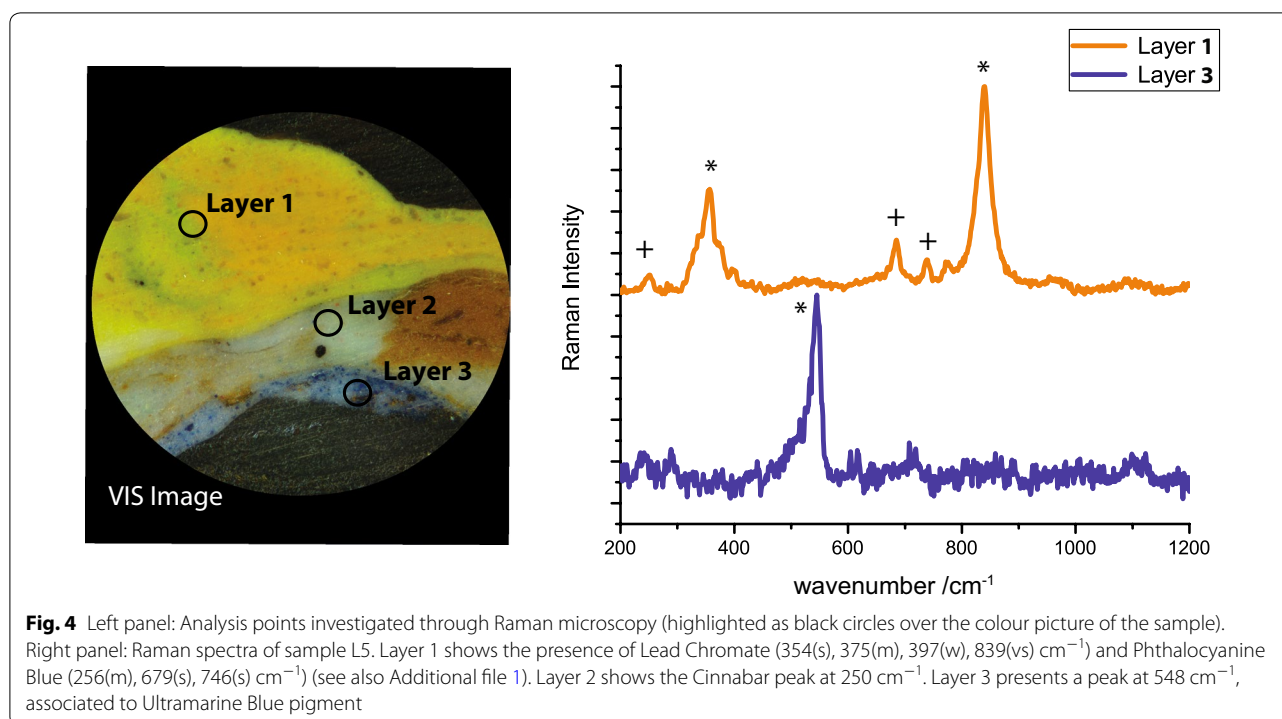 Layer 1
Layer 2
Layer 3
VIS Image
Layer 1
Layer 3
*
*
+
+
+
*
Raman Intensity
200 400 600 800 1000 1200
wavenumber /cm-1
Fig. 4 Left panel: Analysis points investigated through Raman microscopy (highlighted as black circles over the colour picture of the sample).
Right panel: Raman spectra of sample L5. Layer 1 shows the presence of Lead Chromate (354(s), 375(m), 397(w), 839(vs) cm−1) and Phthalocyanine
Blue (256(m), 679(s), 746(s) cm−1) (see also Additional file 1). Layer 2 shows the Cinnabar peak at 250 cm−1. Layer 3 presents a peak at 548 cm−1,
associated to Ultramarine Blue pigment